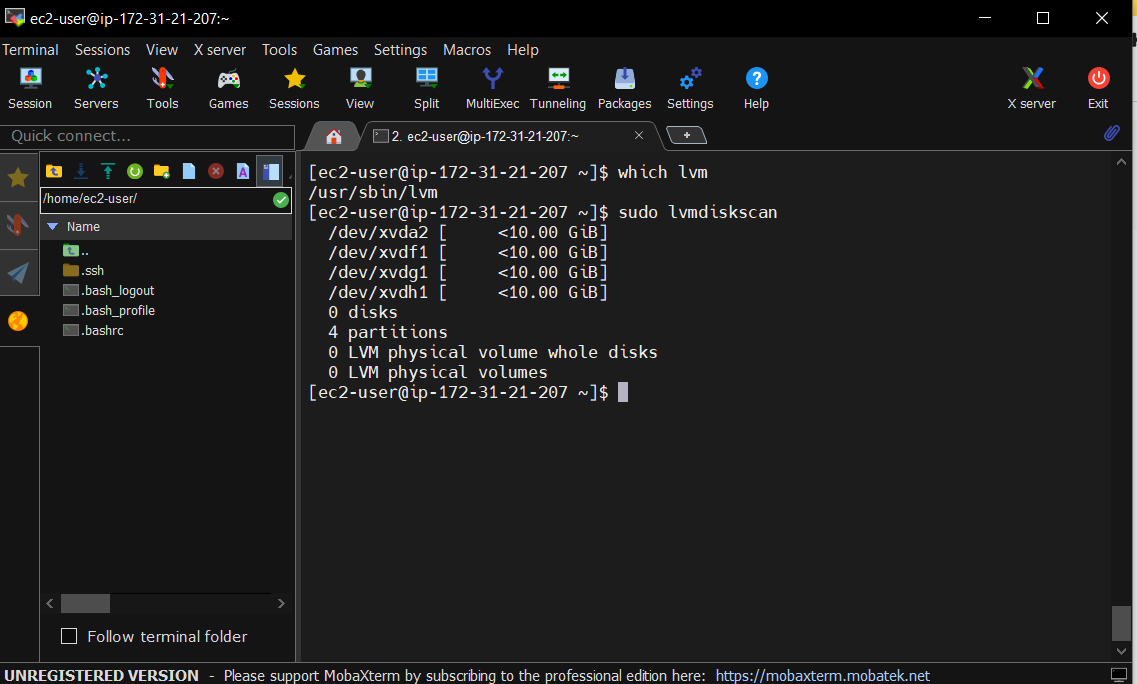 ec2-user@ip-172-31-21-207:~
Terminal Sessions View X server Tools Games Settings Macros Help
Session Servers Tools Games Sessions View Split MultiExec Tunneling Packages Settings Help X server Exit
Quick connect...
2. ec2-user@ip-172-31-21-207:~
/home/ec2-user/
Name
..
.ssh
.bash_logout
.bash_profile
.bashrc
[ec2-user@ip-172-31-21-207 ~]$ which lvm
/usr/sbin/lvm
[ec2-user@ip-172-31-21-207 ~]$ sudo lvmdiskscan
/dev/xvda2 [     <10.00 GiB]
/dev/xvdf1 [     <10.00 GiB]
/dev/xvdg1 [     <10.00 GiB]
/dev/xvdh1 [     <10.00 GiB]
0 disks
4 partitions
0 LVM physical volume whole disks
0 LVM physical volumes
[ec2-user@ip-172-31-21-207 ~]$
Follow terminal folder
UNREGISTERED VERSION - Please support MobaXterm by subscribing to the professional edition here: https://mobaxterm.mobatek.net